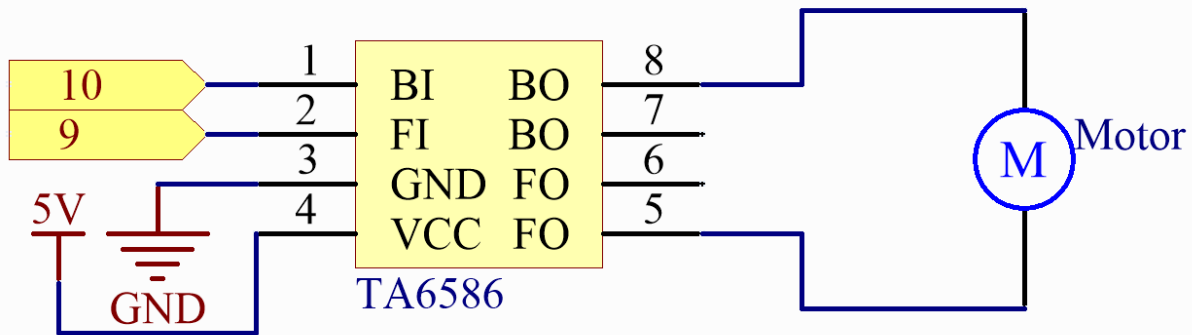 10
9
5V
GND
1
2
3
4
BI BO
FI BO
GND FO
VCC FO
TA6586
8
7
6
5
M
Motor